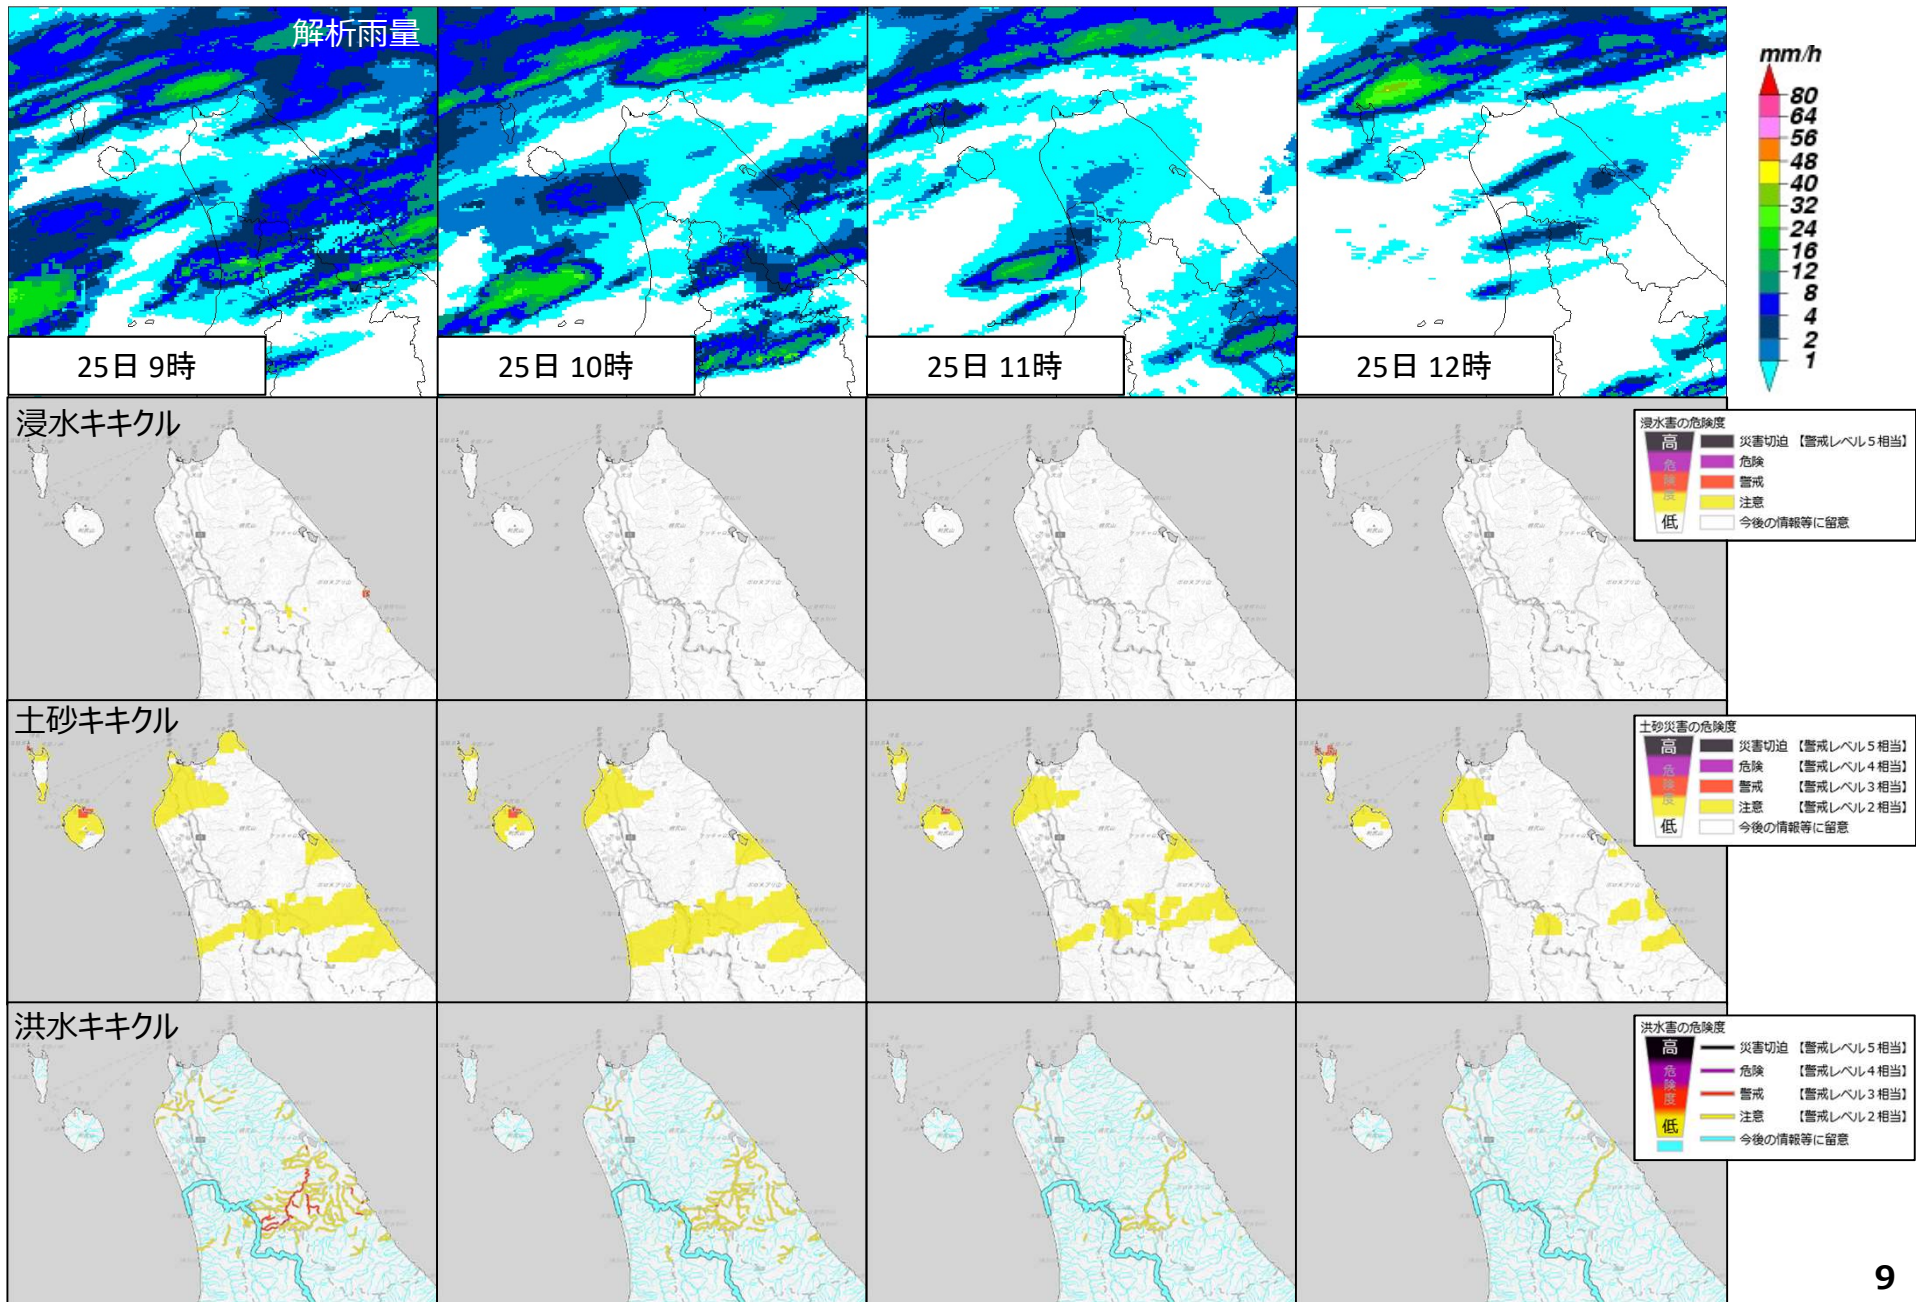 解析雨量
mm/h
80
64
56
48
40
32
24
16
12
8
4
2
1
25日 9時
25日 10時
25日 11時
25日 12時
浸水キキクル
浸水害の危険度
高
危険度
低
災害切迫 【警戒レベル5相当】
危険
警戒
注意
今後の情報等に留意
土砂キキクル
土砂災害の危険度
高
危険度
低
災害切迫 【警戒レベル5相当】
危険 【警戒レベル4相当】
警戒 【警戒レベル3相当】
注意 【警戒レベル2相当】
今後の情報等に留意
洪水キキクル
洪水害の危険度
高
危険度
低
災害切迫 【警戒レベル5相当】
危険 【警戒レベル4相当】
警戒 【警戒レベル3相当】
注意 【警戒レベル2相当】
今後の情報等に留意
9